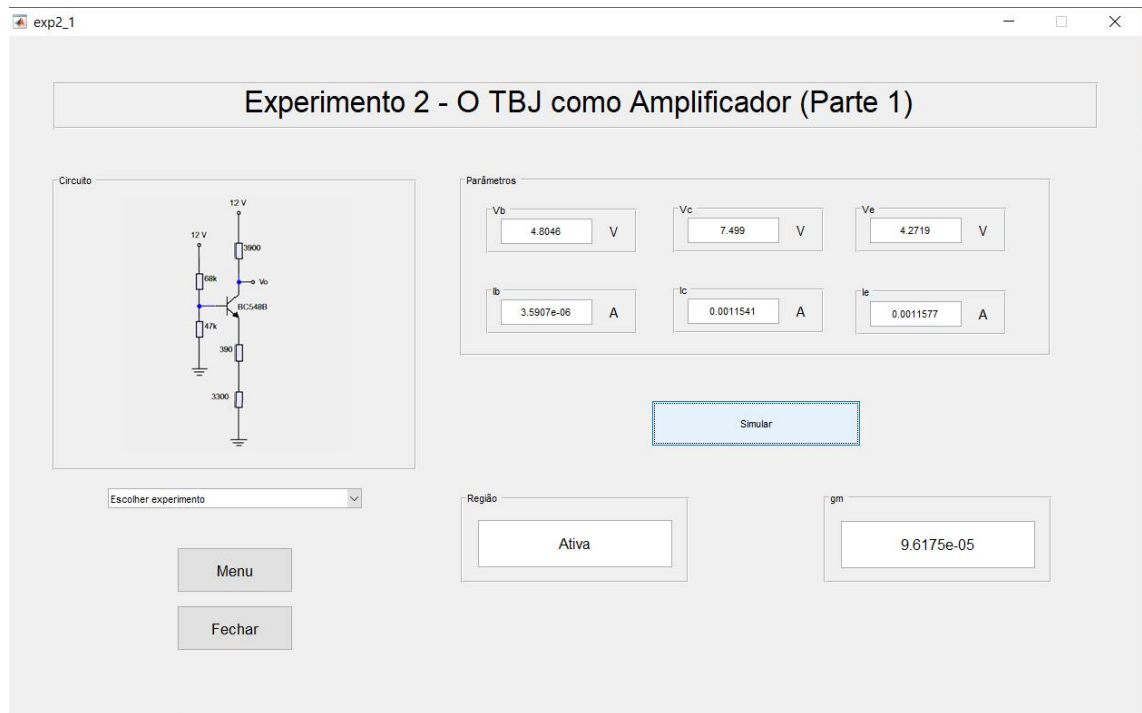 exp2_1
Experimento 2 - O TBJ como Amplificador (Parte 1)
Circuito
12 V
12 V
3900
68k
Vo
BC548B
47k
390
3300
Parâmetros
Vb
4.8046 V
Vc
7.499 V
Ve
4.2719 V
Ib
3.5907e-06 A
Ic
0.0011541 A
Ie
0.0011577 A
Simular
Escolher experimento
Região
Ativa
gm
9.6175e-05
Menu
Fechar